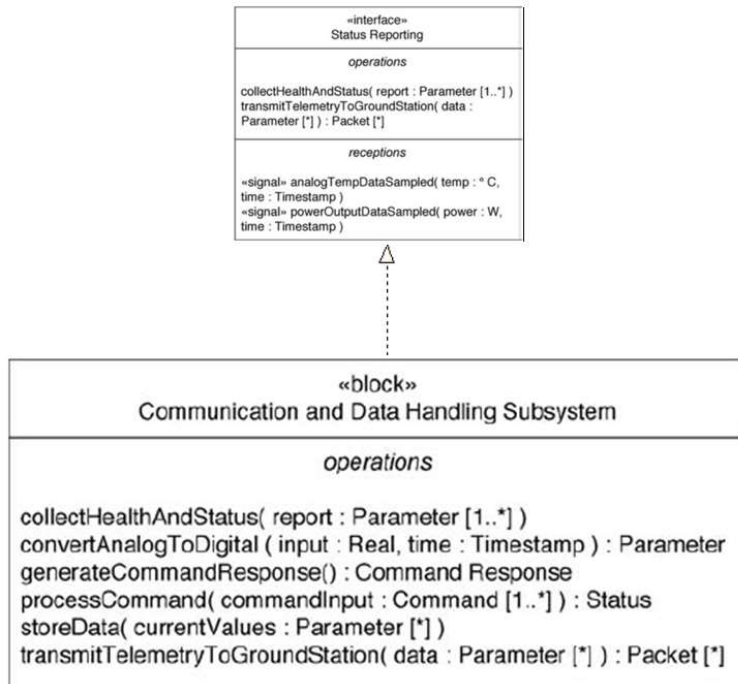 «interface»
Status Reporting
operations
collectHealthAndStatus( report : Parameter [1..*] )
transmitTelemetryToGroundStation( data :
Parameter [*] ) : Packet [*]
receptions
«signal» analogTempDataSampled( temp : ° C,
time : Timestamp )
«signal» powerOutputDataSampled( power : W,
time : Timestamp )
«block»
Communication and Data Handling Subsystem
operations
collectHealthAndStatus( report : Parameter [1..*] )
convertAnalogToDigital ( input : Real, time : Timestamp ) : Parameter
generateCommandResponse() : Command Response
processCommand( commandInput : Command [1..*] ) : Status
storeData( currentValues : Parameter [*] )
transmitTelemetryToGroundStation( data : Parameter [*] ) : Packet [*]